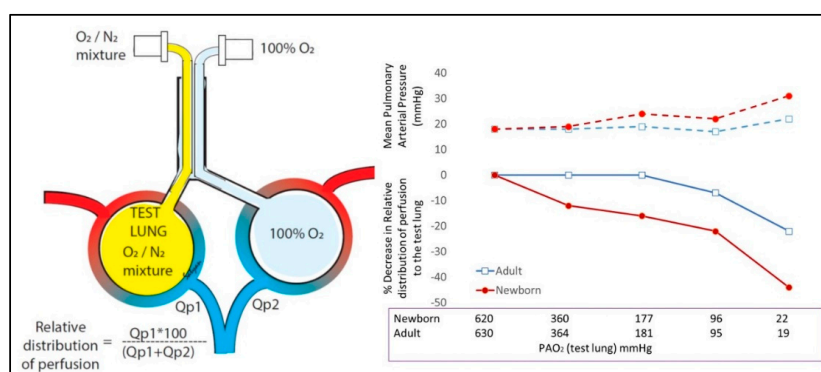 O₂ / N₂
mixture
100% O₂
TEST
LUNG
O₂ / N₂
mixture
100% O₂
Qp1
Qp2
Relative
distribution
of perfusion
=
Qp1*100
(Qp1+Qp2)
Mean Pulmonary
Arterial Pressure
(mmHg)
40
30
20
10
0
% Decrease in Relative
distribution of perfusion
to the test lung
-10
-20
-30
-40
-50
Adult
Newborn
Newborn 620 360 177 96 22
Adult 630 364 181 95 19
PAO₂ (test lung) mmHg